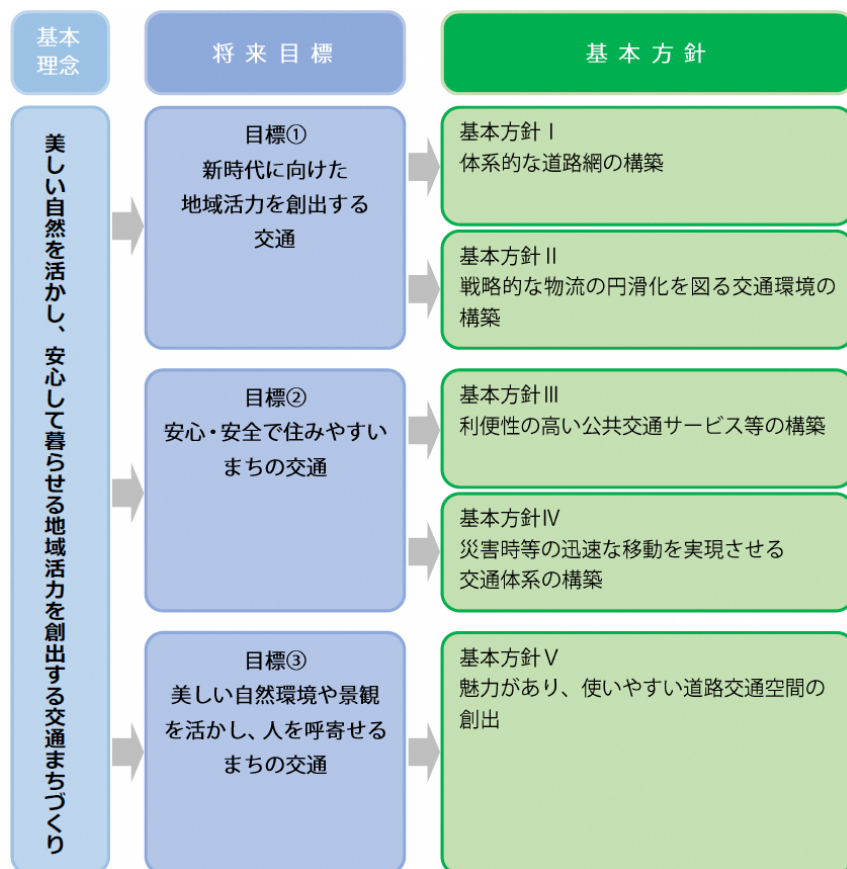 基本
理念
将来目標
基本方針
美しい自然を活かし、安心して暮らせる地域活力を創出する交通まちづくり
目標①
新時代に向けた
地域活力を創出する
交通
基本方針Ⅰ
体系的な道路網の構築
基本方針Ⅱ
戦略的な物流の円滑化を図る交通環境の
構築
目標②
安心・安全で住みやすい
まちの交通
基本方針Ⅲ
利便性の高い公共交通サービス等の構築
基本方針Ⅳ
災害時等の迅速な移動を実現させる
交通体系の構築
目標③
美しい自然環境や景観
を活かし、人を呼寄せる
まちの交通
基本方針Ⅴ
魅力があり、使いやすい道路交通空間の
創出